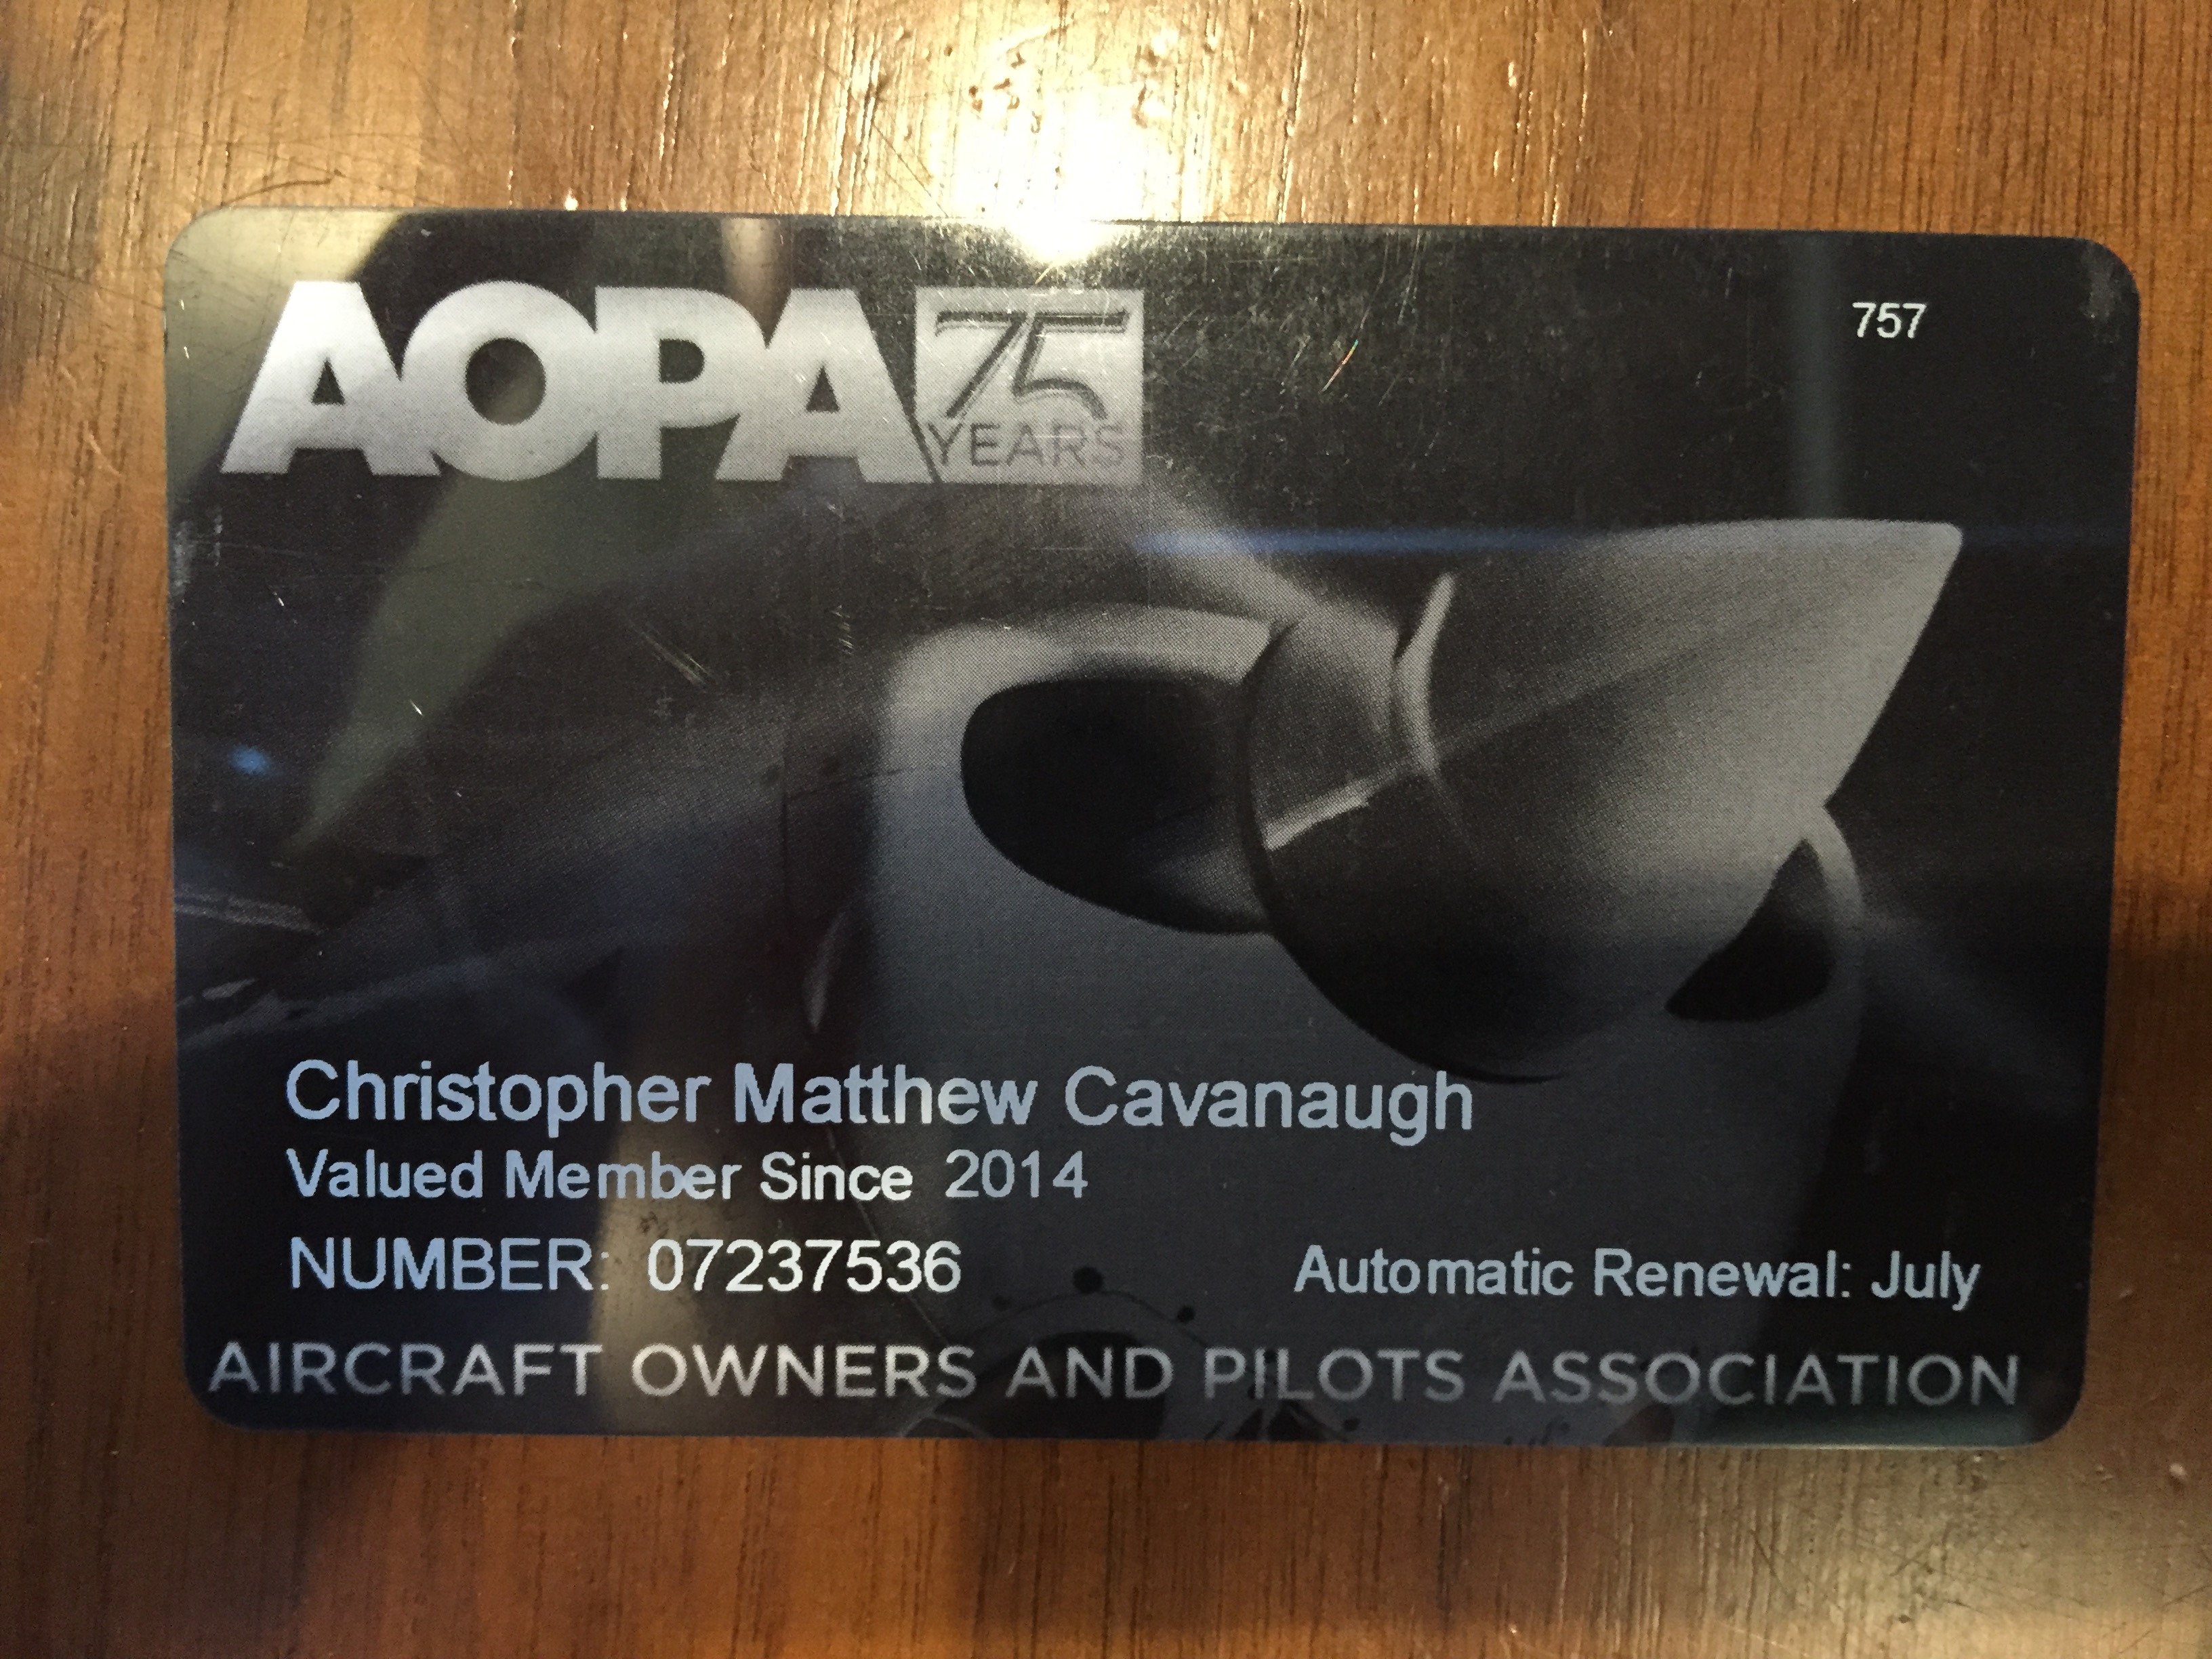 AOPA 75
YEARS
757
Christopher Matthew Cavanaugh
Valued Member Since 2014
NUMBER: 07237536
Automatic Renewal: July
AIRCRAFT OWNERS AND PILOTS ASSOCIATION